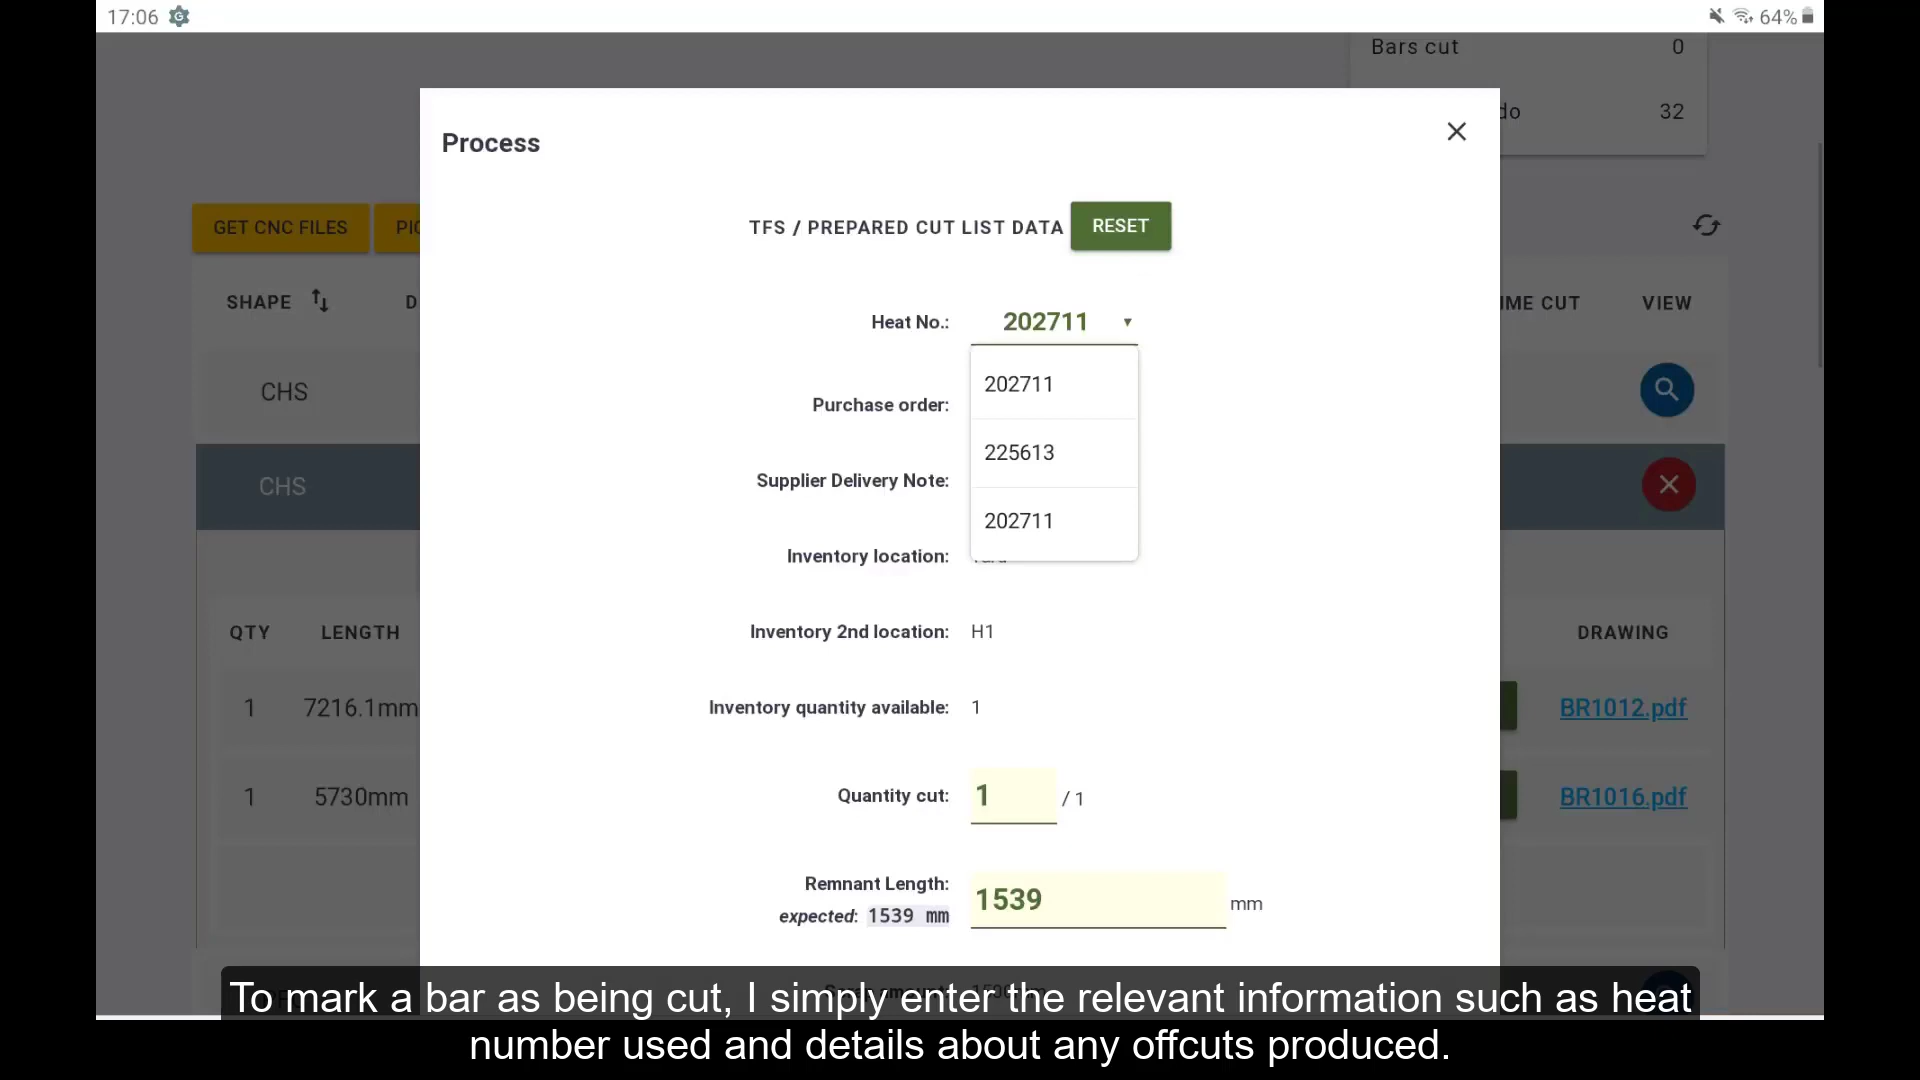 17:06
64%
Bars cut 0
do 32
Process
TFS / PREPARED CUT LIST DATA RESET
GET CNC FILES
SHAPE
IME CUT VIEW
Heat No.: 202711
202711
CHS
Purchase order:
225613
Supplier Delivery Note:
CHS
202711
Inventory location:
Inventory 2nd location: H1
QTY LENGTH DRAWING
Inventory quantity available: 1
1 7216.1mm BR1012.pdf
Quantity cut: 1 / 1
1 5730mm BR1016.pdf
Remnant Length: 1539 mm
expected: 1539 mm
To mark a bar as being cut, I simply enter the relevant information such as heat
number used and details about any offcuts produced.